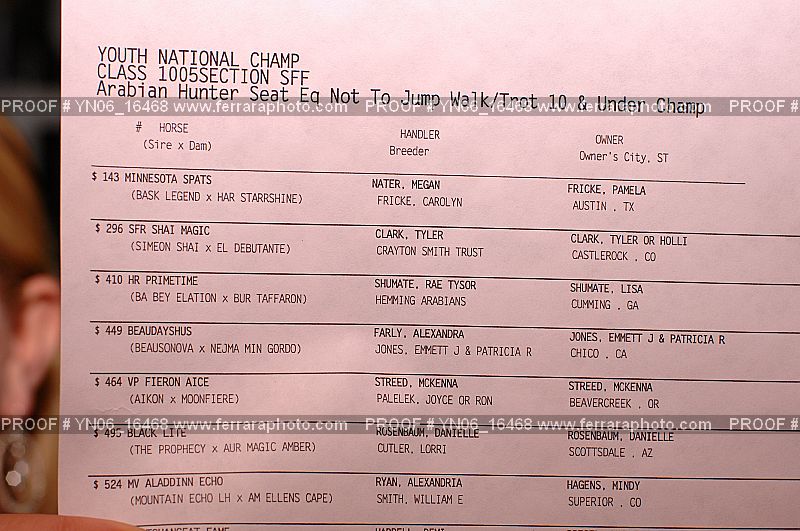 YOUTH NATIONAL CHAMP
CLASS 1005SECTION SFF
Arabian Hunter Seat Eq Not To Jump Walk/Trot 10 & Under Champ
PROOF # YN06_16468 www.ferraraphoto.com PROOF # YN06_16468 www.ferraraphoto.com PROOF # YN06_16468
# HORSE HANDLER OWNER
(Sire x Dam) Breeder Owner's City, ST
$ 143 MINNESOTA SPATS NATER, MEGAN FRICKE, PAMELA
(BASK LEGEND x HAR STARRSHINE) FRICKE, CAROLYN AUSTIN , TX
$ 296 SFR SHAI MAGIC CLARK, TYLER CLARK, TYLER OR HOLLI
(SIMEON SHAI x EL DEBUTANTE) CRAYTON SMITH TRUST CASTLEROCK , CO
$ 410 HR PRIMETIME SHUMATE, RAE TYSOR SHUMATE, LISA
(BA BEY ELATION x BUR TAFFARON) HEMMING ARABIANS CUMMING , GA
$ 449 BEAUDAYSHUS FARLY, ALEXANDRA JONES, EMMETT J & PATRICIA R
(BEAUSONOVA x NEJMA MIN GORDO) JONES, EMMETT J & PATRICIA R CHICO , CA
$ 464 VP FIERON AICE STREED, MCKENNA STREED, MCKENNA
(AIKON x MOONFIERE) PALELEK, JOYCE OR RON BEAVERCREEK , OR
PROOF # YN06_16468 www.ferraraphoto.com PROOF # YN06_16468 www.ferraraphoto.com PROOF # YN06_16468
$ 495 BLACK LITE ROSENBAUM, DANIELLE ROSENBAUM, DANIELLE
(THE PROPHECY x AUR MAGIC AMBER) CUTLER, LORRI SCOTTSDALE , AZ
$ 524 MV ALADDINN ECHO RYAN, ALEXANDRIA HAGENS, MINDY
(MOUNTAIN ECHO LH x AM ELLENS CAPE) SMITH, WILLIAM E SUPERIOR , CO